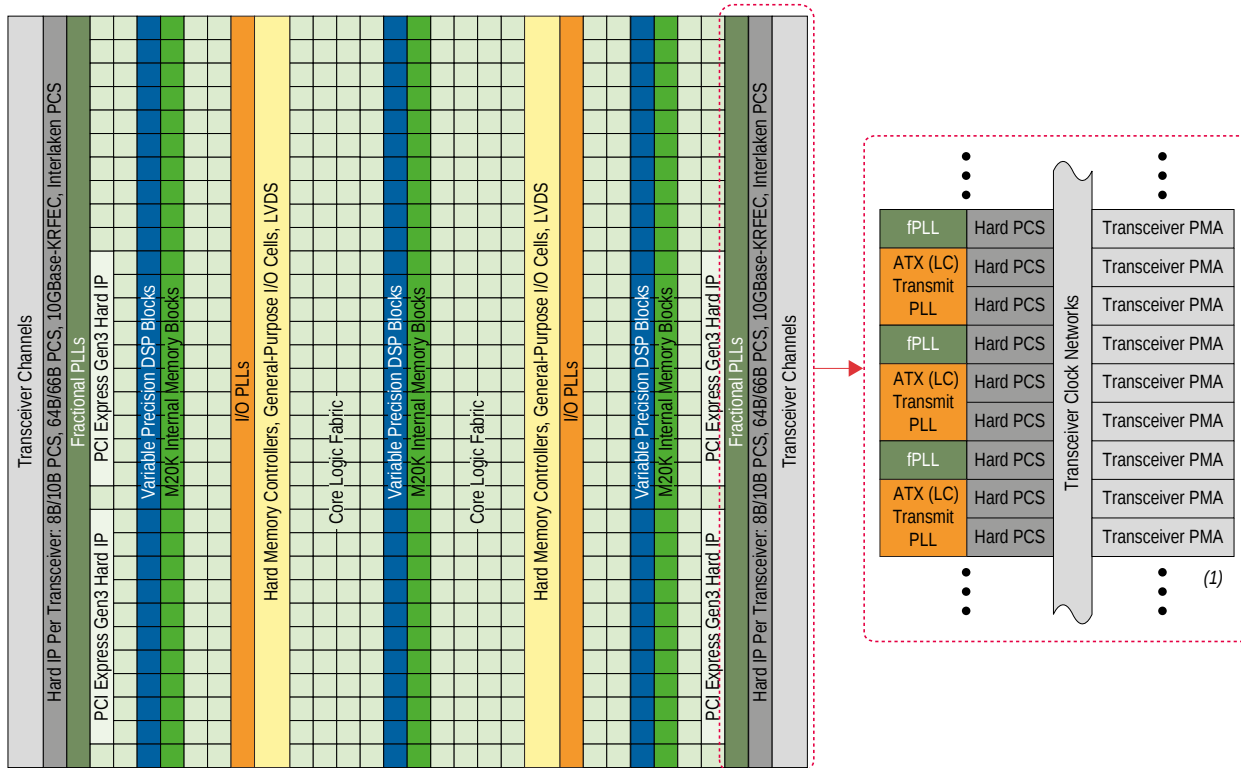 Transceiver Channels
Hard IP Per Transceiver: 8B/10B PCS, 64B/66B PCS, 10GBase-KRFEC, Interlaken PCS
Fractional PLLs
PCI Express Gen3 Hard IP
PCI Express Gen3 Hard IP
Variable Precision DSP Blocks
M20K Internal Memory Blocks
I/O PLLs
Hard Memory Controllers, General-Purpose I/O Cells, LVDS
Core Logic Fabric
Variable Precision DSP Blocks
M20K Internal Memory Blocks
Core Logic Fabric
Hard Memory Controllers, General-Purpose I/O Cells, LVDS
I/O PLLs
Variable Precision DSP Blocks
M20K Internal Memory Blocks
PCI Express Gen3 Hard IP
PCI Express Gen3 Hard IP
Fractional PLLs
Hard IP Per Transceiver: 8B/10B PCS, 64B/66B PCS, 10GBase-KRFEC, Interlaken PCS
Transceiver Channels
fPLL
ATX (LC)
Transmit
PLL
fPLL
ATX (LC)
Transmit
PLL
fPLL
ATX (LC)
Transmit
PLL
Hard PCS
Hard PCS
Hard PCS
Hard PCS
Hard PCS
Hard PCS
Hard PCS
Hard PCS
Hard PCS
Transceiver Clock Networks
Transceiver PMA
Transceiver PMA
Transceiver PMA
Transceiver PMA
Transceiver PMA
Transceiver PMA
Transceiver PMA
Transceiver PMA
Transceiver PMA
(1)